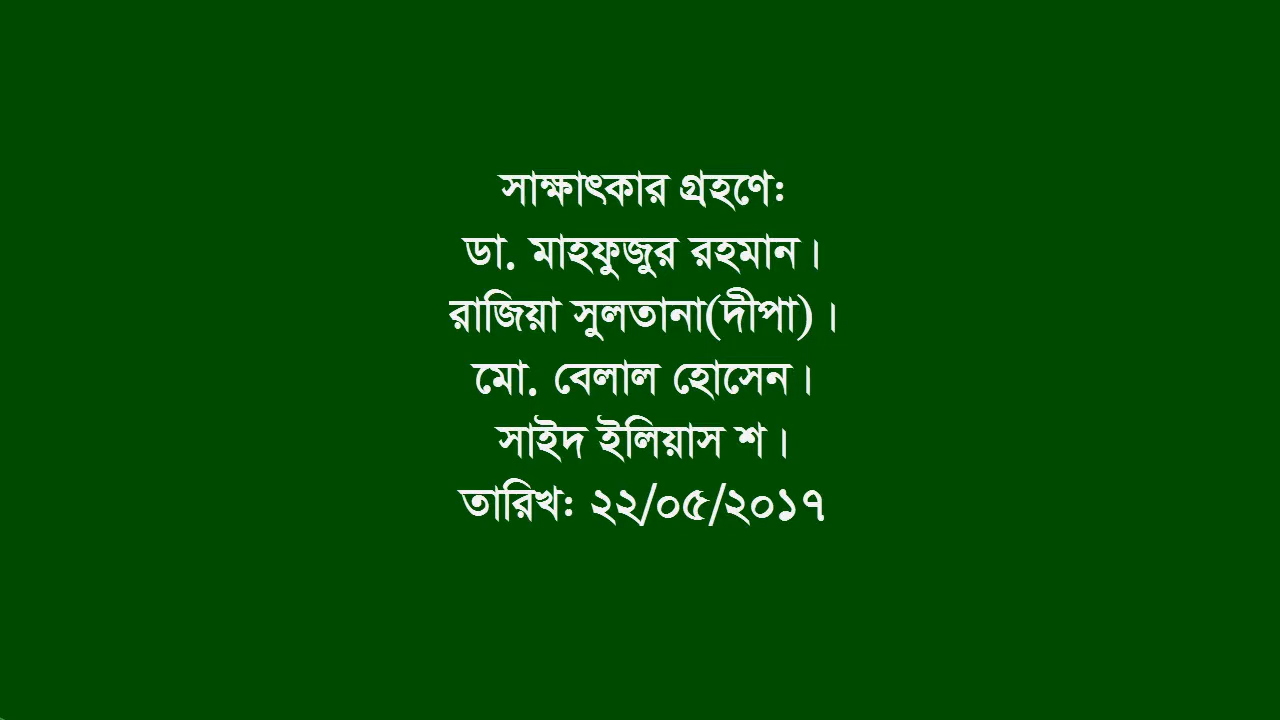 সাক্ষাৎকার গ্রহণে:
ডা. মাহফুজুর রহমান।
রাজিয়া সুলতানা(দীপা)।
মো. বেলাল হোসেন।
সাইদ ইলিয়াস শ।
তারিখ: ২২/০৫/২০১৭